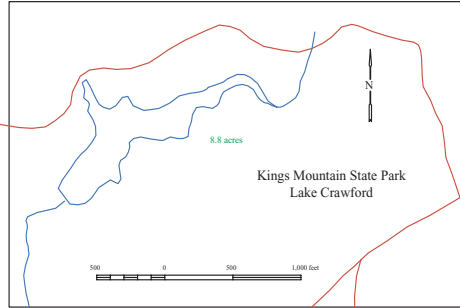 N
8.8 acres
Kings Mountain State Park
Lake Crawford
500 0 500 1,000 feet